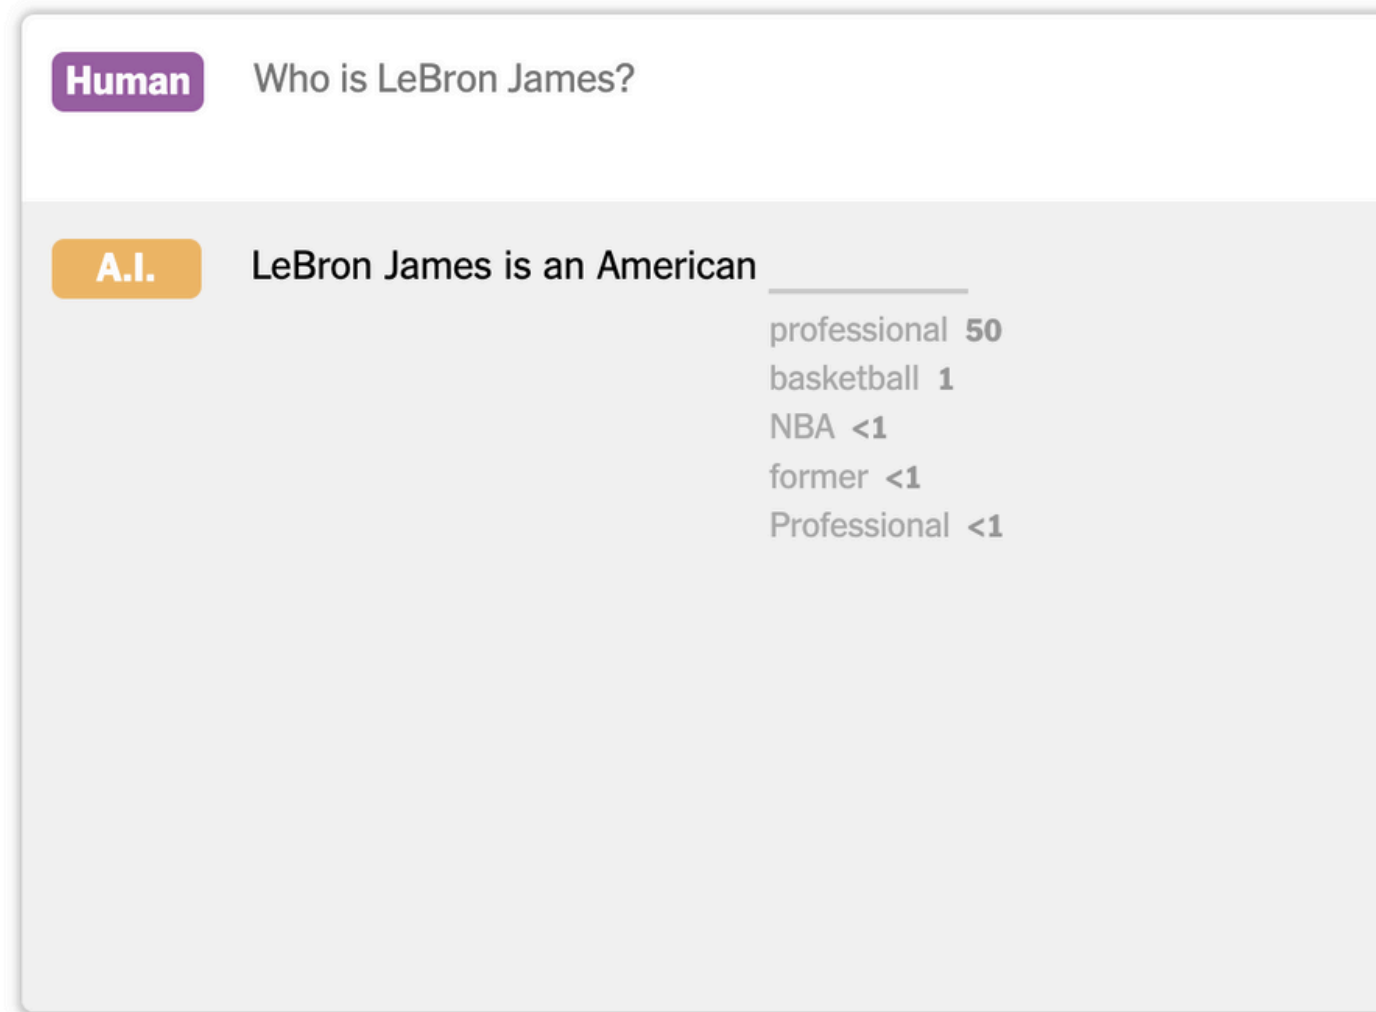 Human Who is LeBron James?
A.I. LeBron James is an American
professional 50
basketball 1
NBA <1
former <1
Professional <1